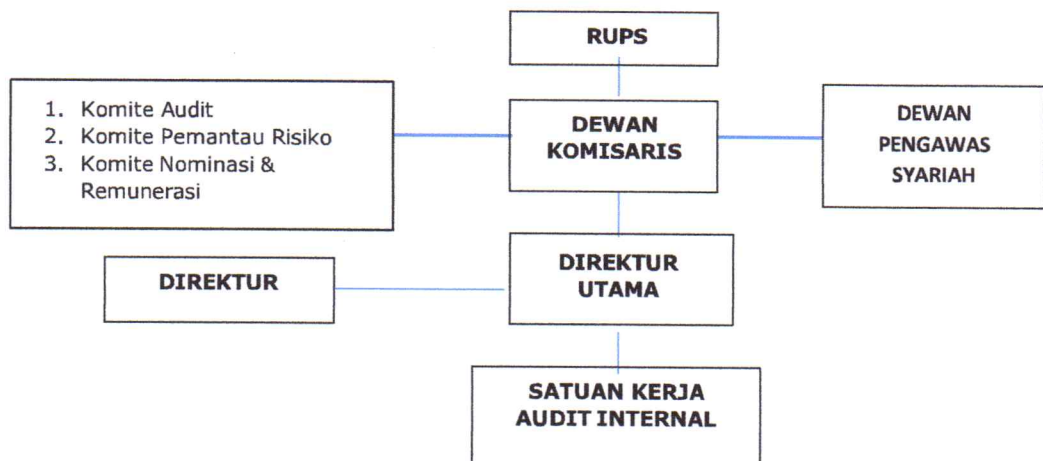 RUPS
1. Komite Audit
2. Komite Pemantau Risiko
3. Komite Nominasi &
Remunerasi
DEWAN
KOMISARIS
DEWAN
PENGAWAS
SYARIAH
DIREKTUR
DIREKTUR
UTAMA
SATUAN KERJA
AUDIT INTERNAL